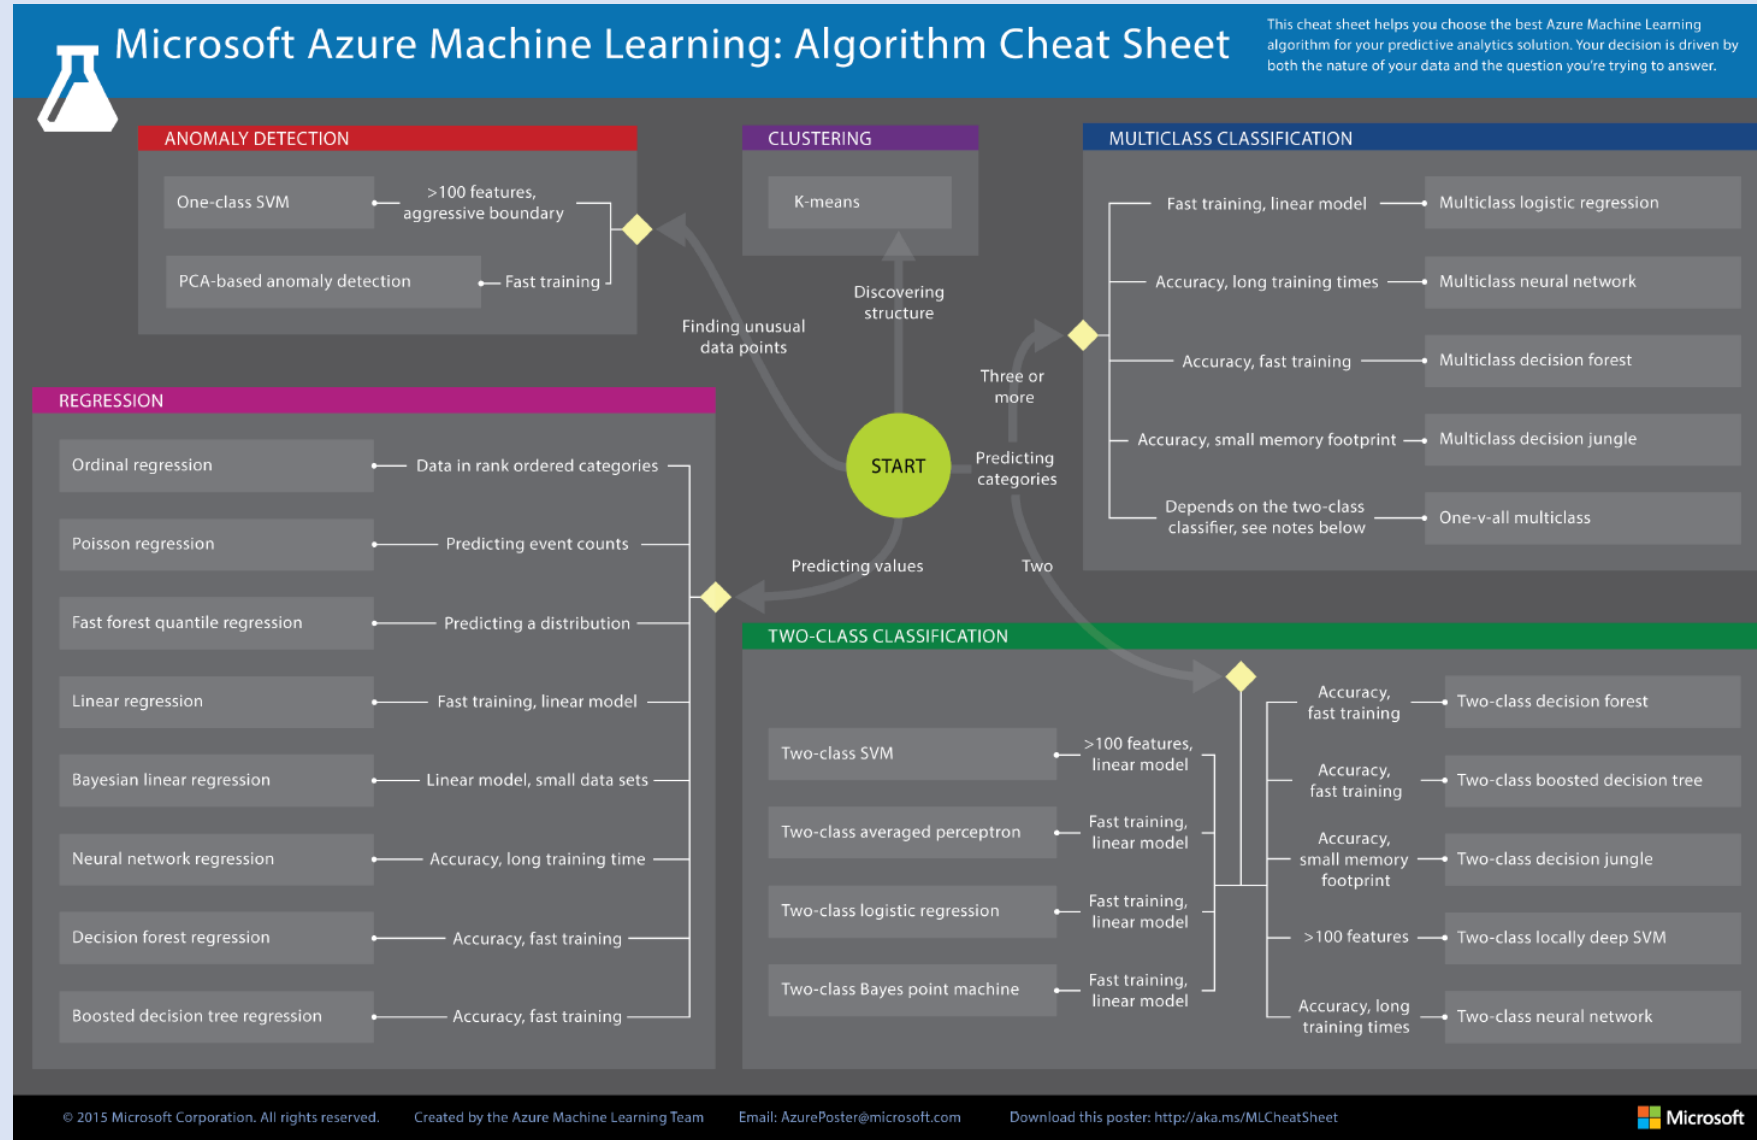 Microsoft Azure Machine Learning: Algorithm Cheat Sheet
This cheat sheet helps you choose the best Azure Machine Learning
algorithm for your predictive analytics solution. Your decision is driven by
both the nature of your data and the question you're trying to answer.
ANOMALY DETECTION
One-class SVM
>100 features,
aggressive boundary
PCA-based anomaly detection
Fast training
CLUSTERING
K-means
MULTICLASS CLASSIFICATION
Fast training, linear model
Multiclass logistic regression
Accuracy, long training times
Multiclass neural network
Accuracy, fast training
Multiclass decision forest
Accuracy, small memory footprint
Multiclass decision jungle
Depends on the two-class
classifier, see notes below
One-v-all multiclass
Finding unusual
data points
Discovering
structure
Three or
more
START
Predicting
categories
Predicting values
Two
REGRESSION
Ordinal regression
Data in rank ordered categories
Poisson regression
Predicting event counts
Fast forest quantile regression
Predicting a distribution
Linear regression
Fast training, linear model
Bayesian linear regression
Linear model, small data sets
Neural network regression
Accuracy, long training time
Decision forest regression
Accuracy, fast training
Boosted decision tree regression
Accuracy, fast training
TWO-CLASS CLASSIFICATION
Two-class SVM
>100 features,
linear model
Two-class averaged perceptron
Fast training,
linear model
Two-class logistic regression
Fast training,
linear model
Two-class Bayes point machine
Fast training,
linear model
Accuracy,
fast training
Two-class decision forest
Accuracy,
fast training
Two-class boosted decision tree
Accuracy,
small memory
footprint
Two-class decision jungle
>100 features
Two-class locally deep SVM
Accuracy, long
training times
Two-class neural network
© 2015 Microsoft Corporation. All rights reserved.
Created by the Azure Machine Learning Team
Email: AzurePoster@microsoft.com
Download this poster: http://aka.ms/MLCheatSheet
Microsoft